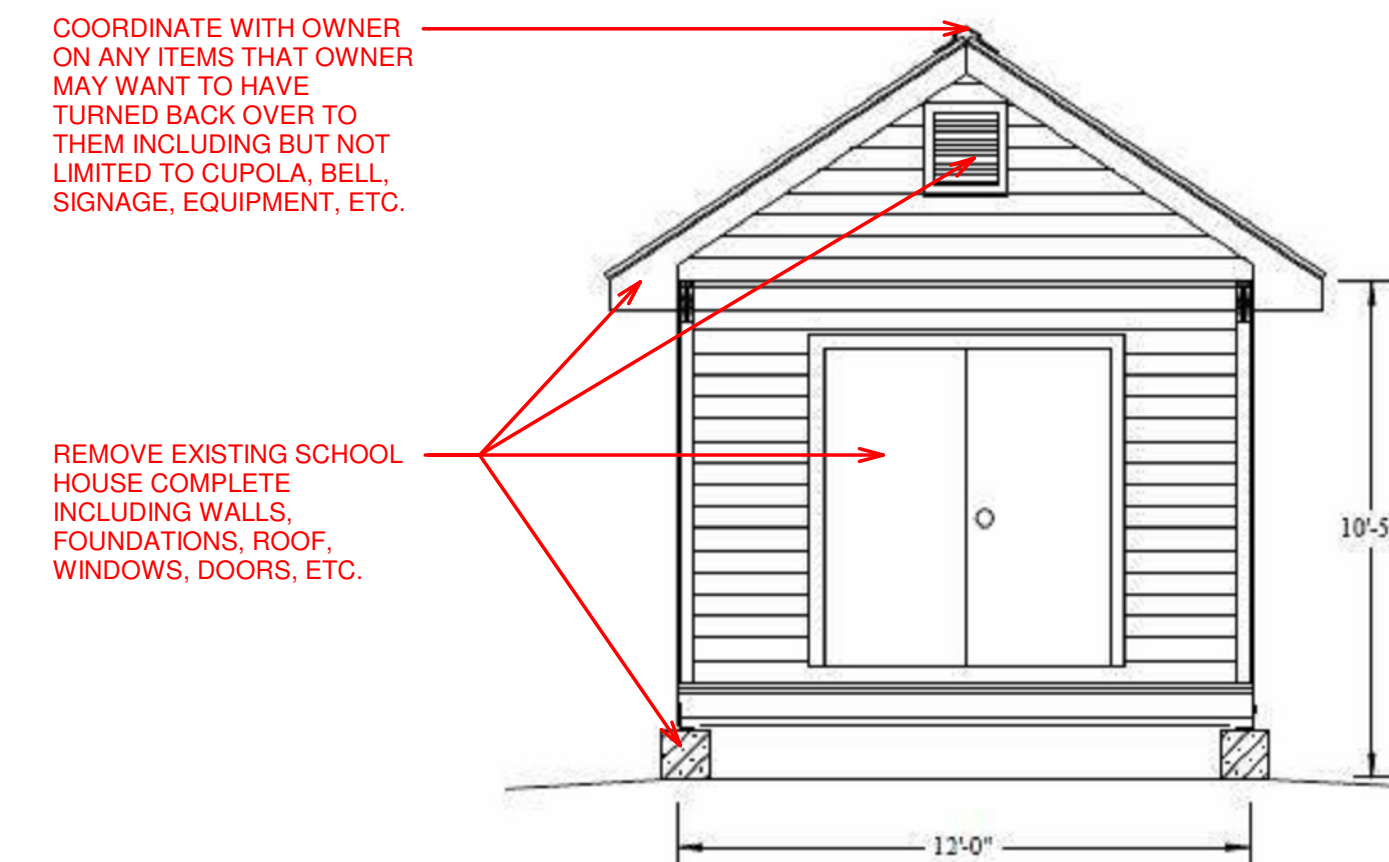 COORDINATE WITH OWNER
ON ANY ITEMS THAT OWNER
MAY WANT TO HAVE
TURNED BACK OVER TO
THEM INCLUDING BUT NOT
LIMITED TO CUPOLA, BELL,
SIGNAGE, EQUIPMENT, ETC.
REMOVE EXISTING SCHOOL
HOUSE COMPLETE
INCLUDING WALLS,
FOUNDATIONS, ROOF,
WINDOWS, DOORS, ETC.
10'-5
12'-0"